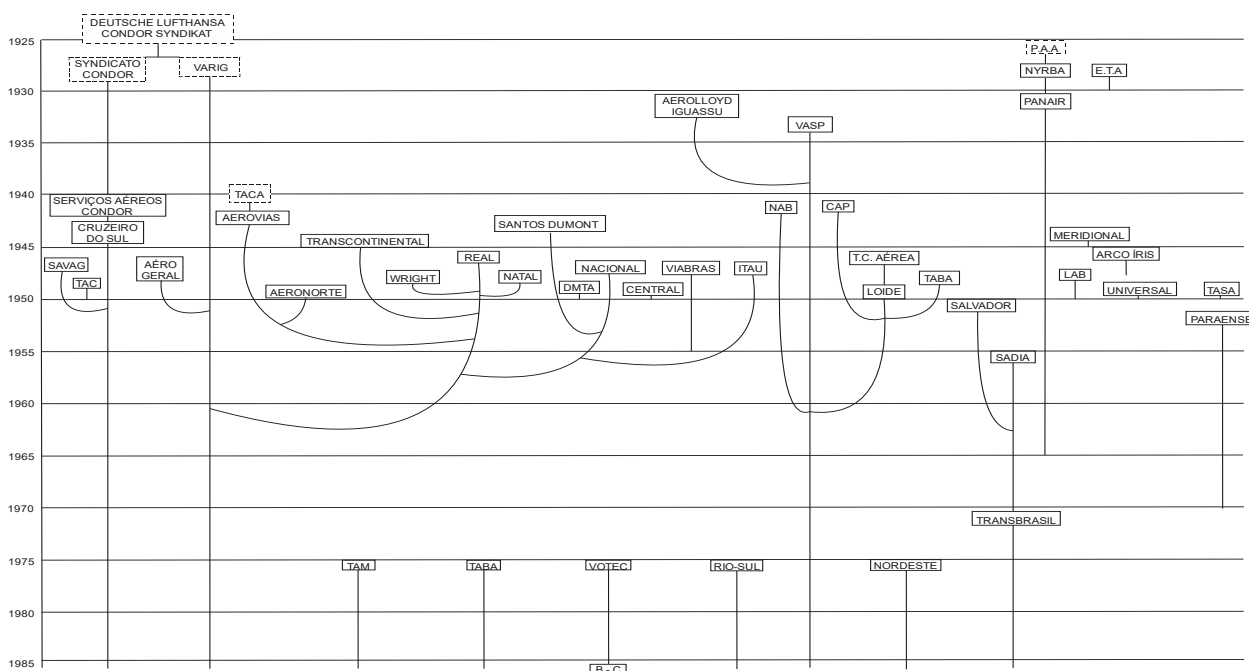 DEUTSCHE LUFTHANSA
CONDOR SYNDIKAT
1925
P.A.A
SYNDICATO
CONDOR
VARIG
NYRBA
E.T.A
1930
AEROLLOYD
IGUASSU
PANAIR
VASP
1935
1940
TACA
SERVIÇOS AÉREOS
CONDOR
AEROVIAS
NAB
CAP
CRUZEIRO
DO SUL
SANTOS DUMONT
TRANSCONTINENTAL
MERIDIONAL
1945
SAVAG
AÉRO
GERAL
REAL
T.C. AÉREA
ARCO ÍRIS
NACIONAL
VIABRAS
ITAU
WRIGHT
NATAL
LAB
TAC
TABA
AERONORTE
DMTA
CENTRAL
LOIDE
UNIVERSAL
TASA
1950
SALVADOR
PARAENSE
1955
SADIA
1960
1965
1970
TRANSBRASIL
1975
TAM
TABA
VOTEC
RIO-SUL
NORDESTE
1980
1985
B - C